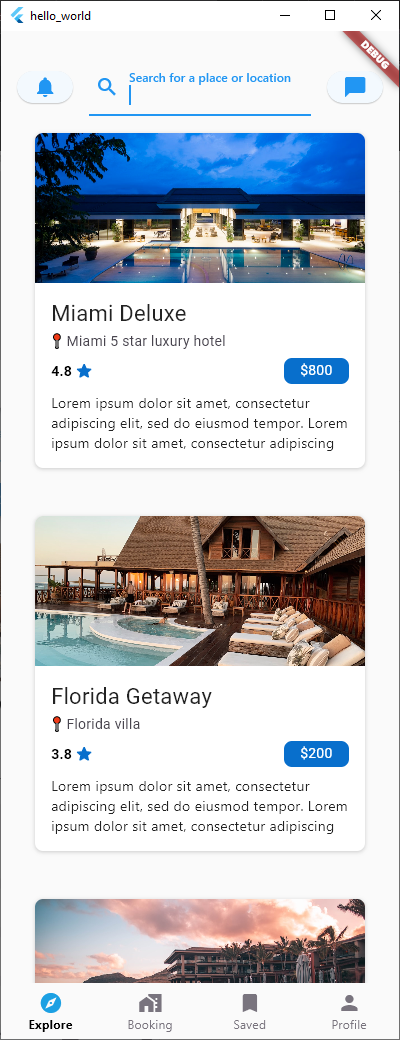 hello_world
DEBUG
Search for a place or location
Miami Deluxe
Miami 5 star luxury hotel
4.8
$800
Lorem ipsum dolor sit amet, consectetur
adipiscing elit, sed do eiusmod tempor. Lorem
ipsum dolor sit amet, consectetur adipiscing
Florida Getaway
Florida villa
3.8
$200
Lorem ipsum dolor sit amet, consectetur
adipiscing elit, sed do eiusmod tempor. Lorem
ipsum dolor sit amet, consectetur adipiscing
Explore
Booking
Saved
Profile